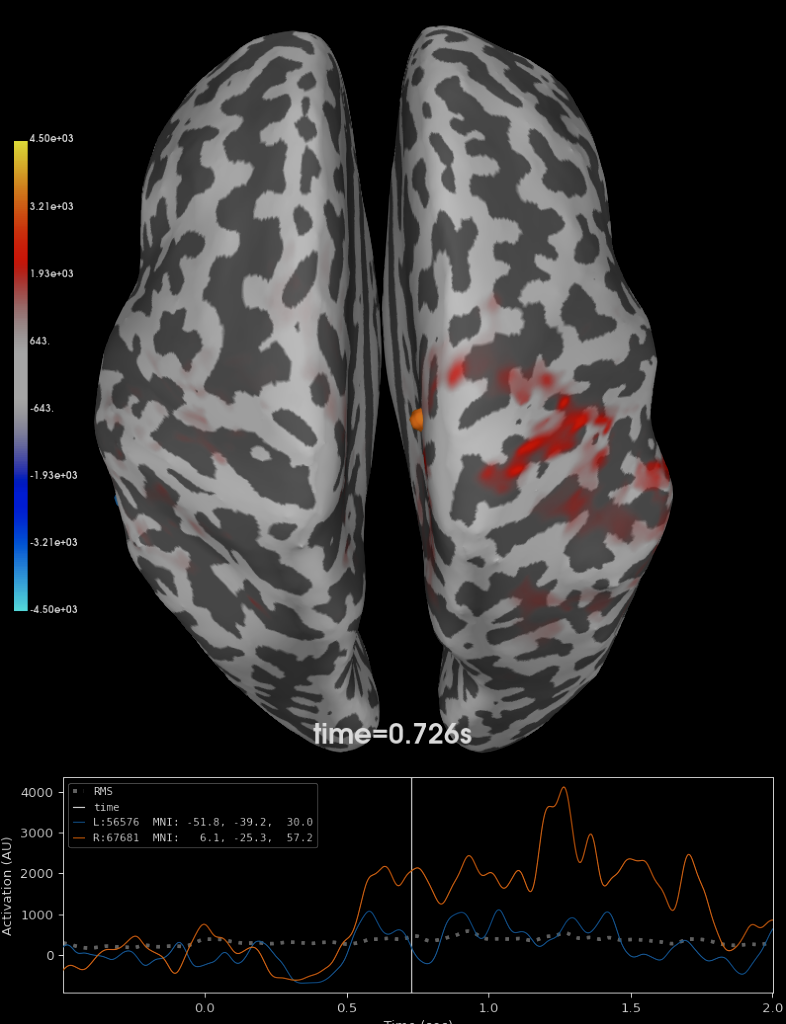 4.50e+03
3.21e+03
1.93e+03
643.
-643.
-1.93e+03
-3.21e+03
-4.50e+03
time=0.726s
Activation (AU)
4000
3000
2000
1000
0
RMS
time
L:56576 MNI: -51.8, -39.2, 30.0
R:67681 MNI: 6.1, -25.3, 57.2
0.0 0.5 1.0 1.5 2.0
Time (sec)